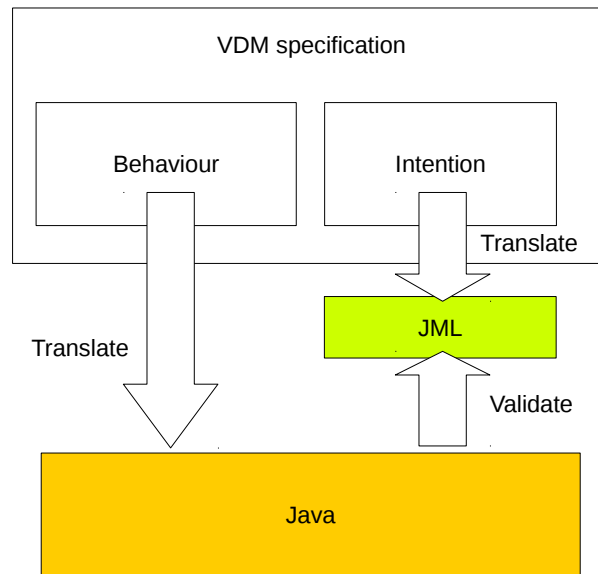 VDM specification
Behaviour
Intention
Translate
JML
Translate
Validate
Java